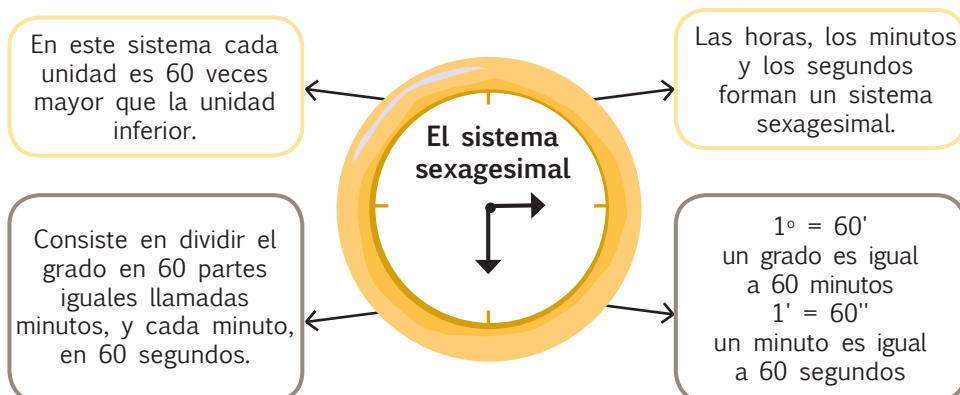 En este sistema cada
unidad es 60 veces
mayor que la unidad
inferior.
Las horas, los minutos
y los segundos
forman un sistema
sexagesimal.
El sistema
sexagesimal
Consiste en dividir el
grado en 60 partes
iguales llamadas
minutos, y cada minuto,
en 60 segundos.
1º = 60'
un grado es igual
a 60 minutos
1' = 60''
un minuto es igual
a 60 segundos